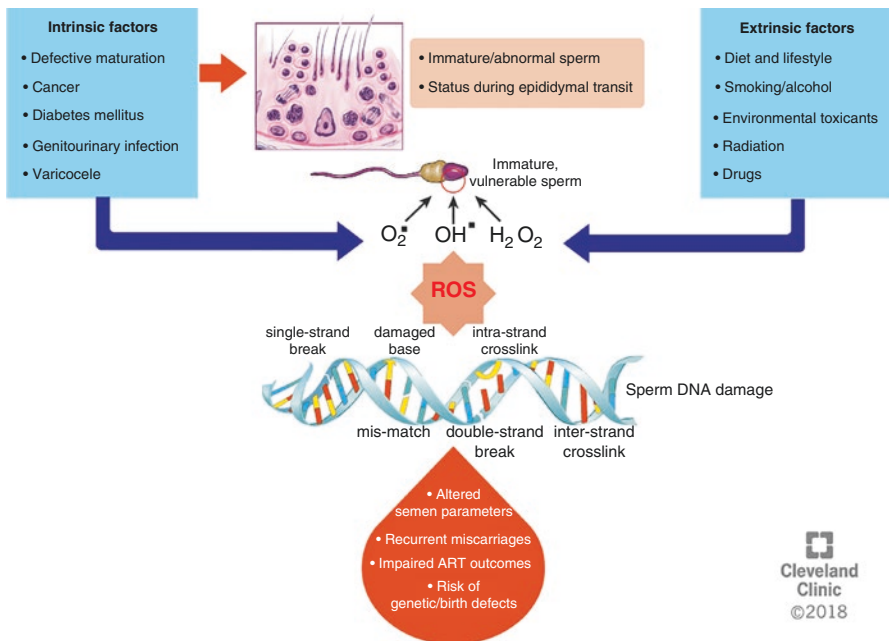 Intrinsic factors
• Defective maturation
• Cancer
• Diabetes mellitus
• Genitourinary infection
• Varicocele
• Immature/abnormal sperm
• Status during epididymal transit
Extrinsic factors
• Diet and lifestyle
• Smoking/alcohol
• Environmental toxicants
• Radiation
• Drugs
Immature,
vulnerable sperm
O₂▪ OH▪ H₂O₂
ROS
single-strand
break
damaged
base
intra-strand
crosslink
Sperm DNA damage
mis-match
double-strand
break
inter-strand
crosslink
• Altered
semen parameters
• Recurrent miscarriages
• Impaired ART outcomes
• Risk of
genetic/birth defects
Cleveland
Clinic
©2018